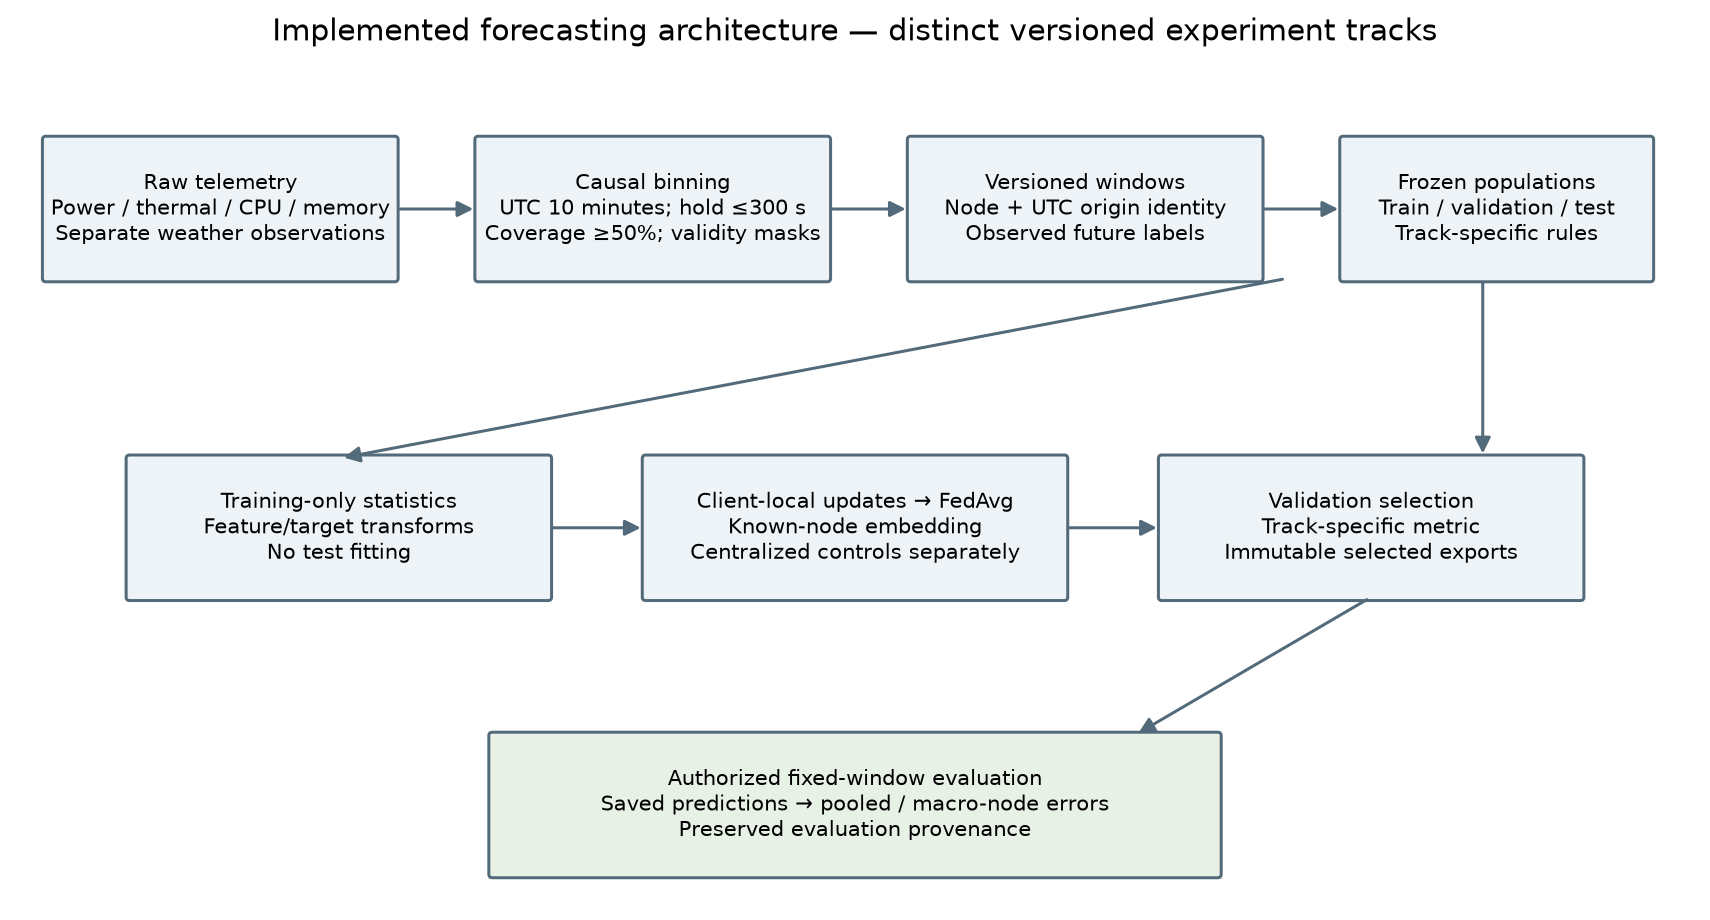 Implemented forecasting architecture — distinct versioned experiment tracks
Raw telemetry
Power / thermal / CPU / memory
Separate weather observations
Causal binning
UTC 10 minutes; hold ≤300 s
Coverage ≥50%; validity masks
Versioned windows
Node + UTC origin identity
Observed future labels
Frozen populations
Train / validation / test
Track-specific rules
Training-only statistics
Feature/target transforms
No test fitting
Client-local updates → FedAvg
Known-node embedding
Centralized controls separately
Validation selection
Track-specific metric
Immutable selected exports
Authorized fixed-window evaluation
Saved predictions → pooled / macro-node errors
Preserved evaluation provenance